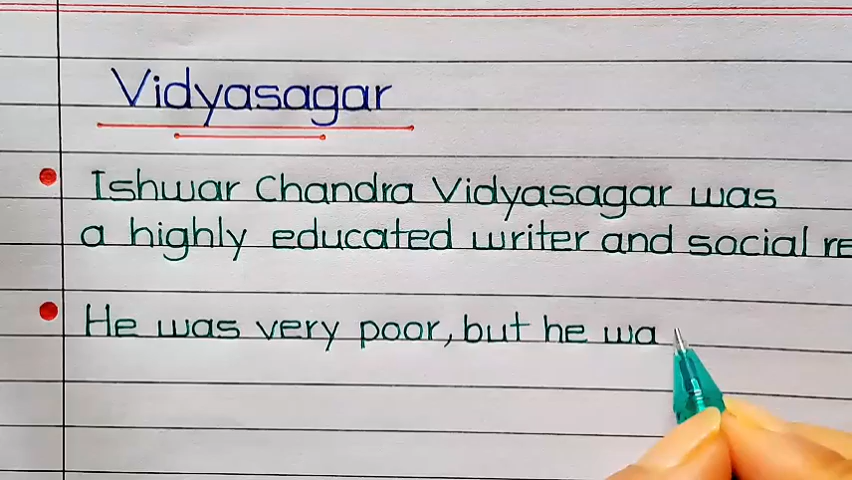 Vidyasagar
Ishwar Chandra Vidyasagar was
a highly educated writer and social re
He was very poor, but he wa